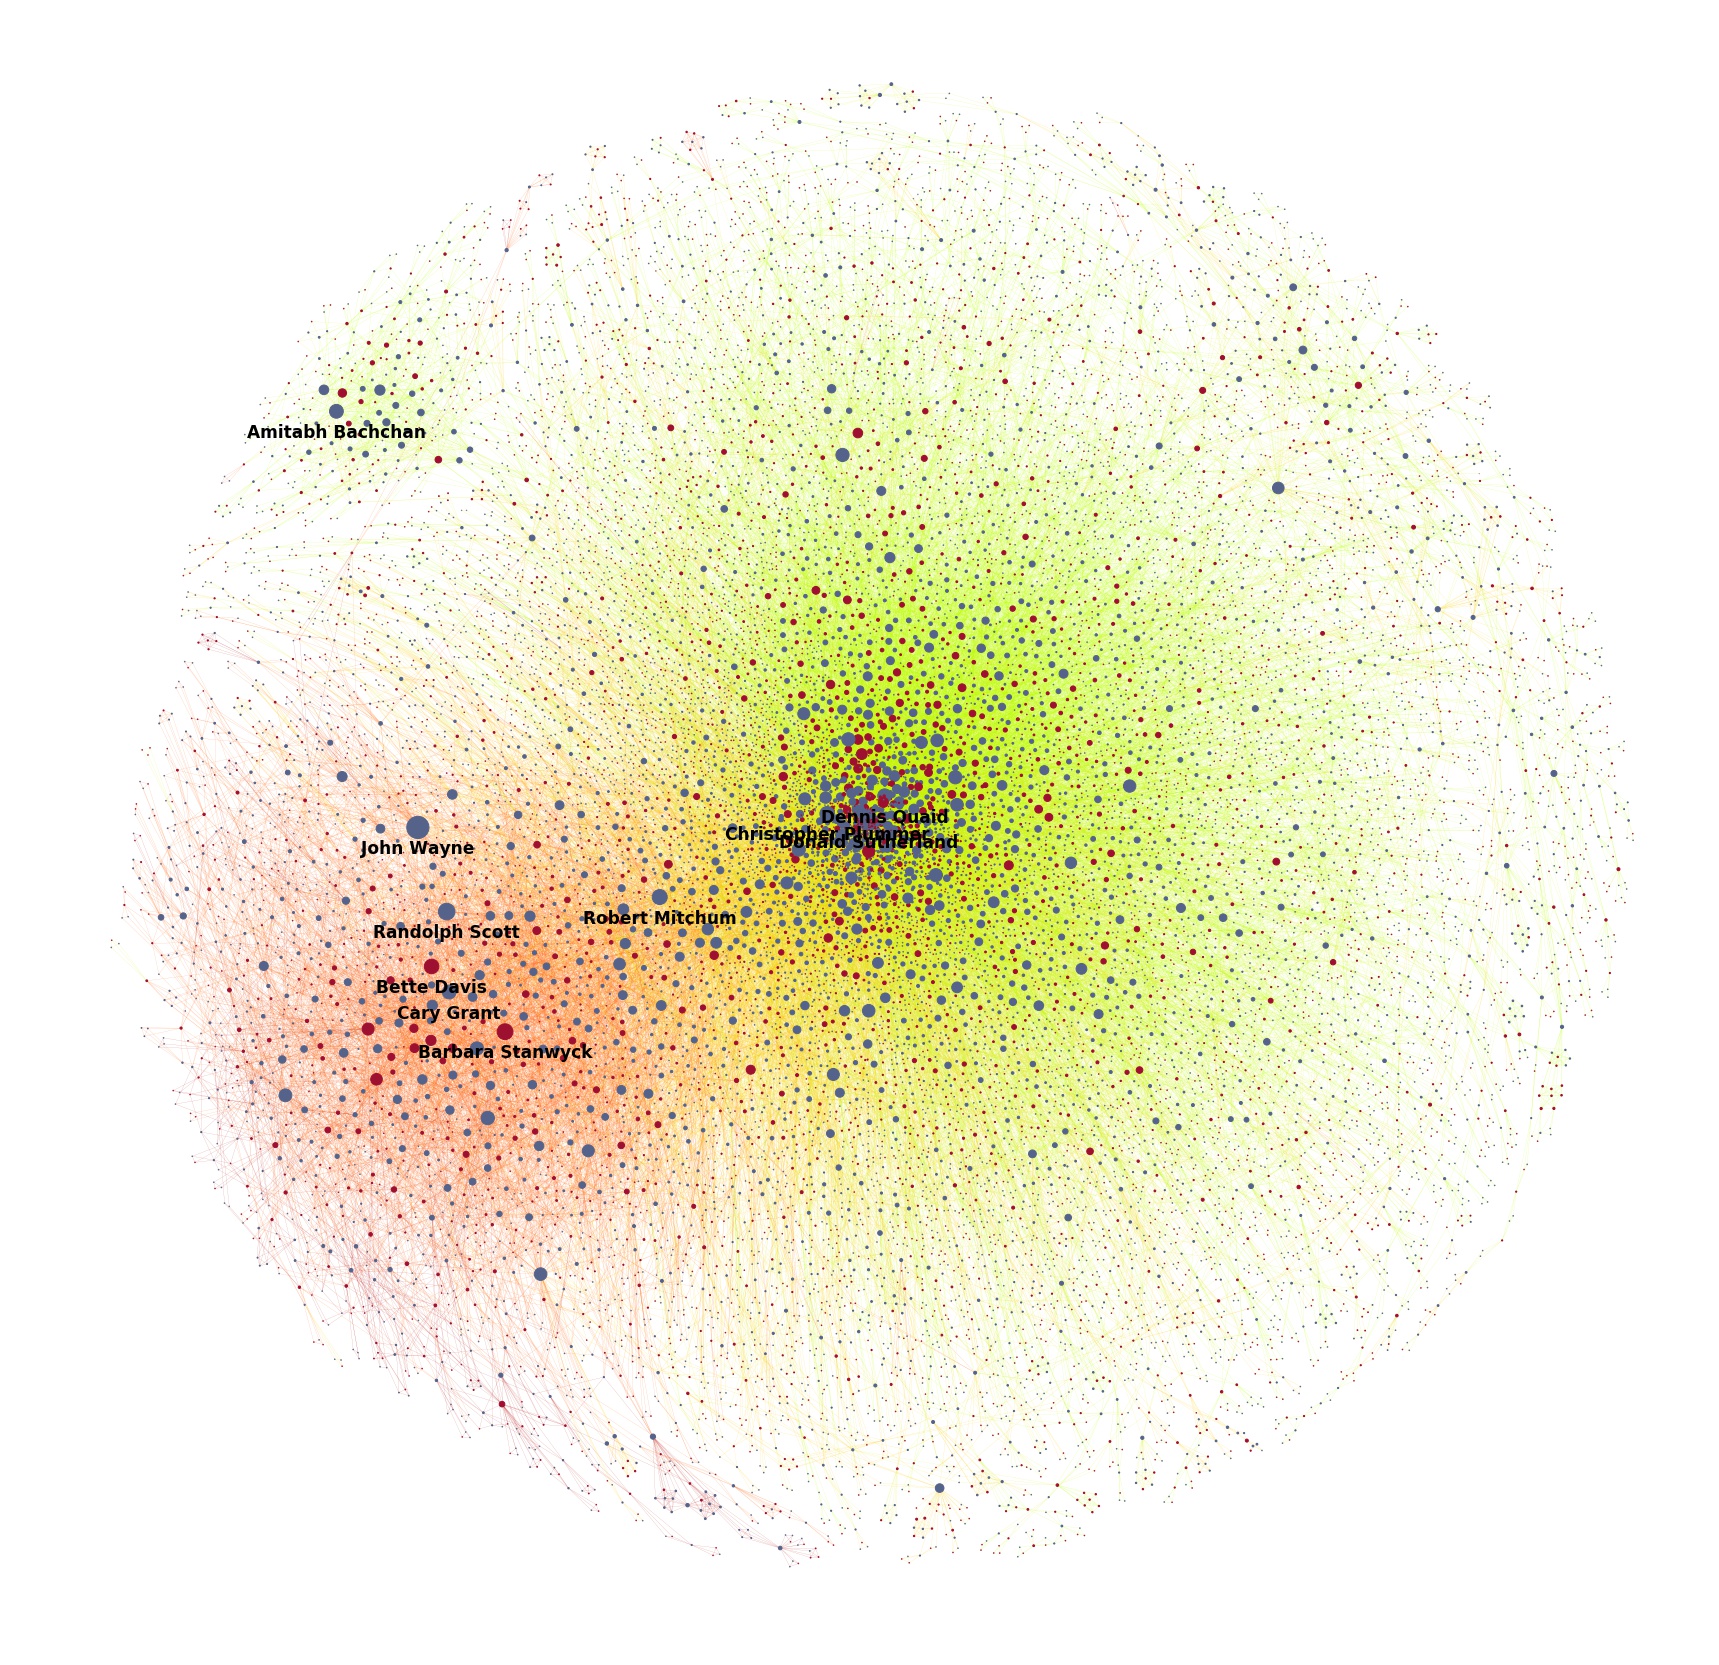 Amitabh Bachchan
Dennis Quaid
Christopher Plummer
Donald Sutherland
John Wayne
Robert Mitchum
Randolph Scott
Bette Davis
Cary Grant
Barbara Stanwyck